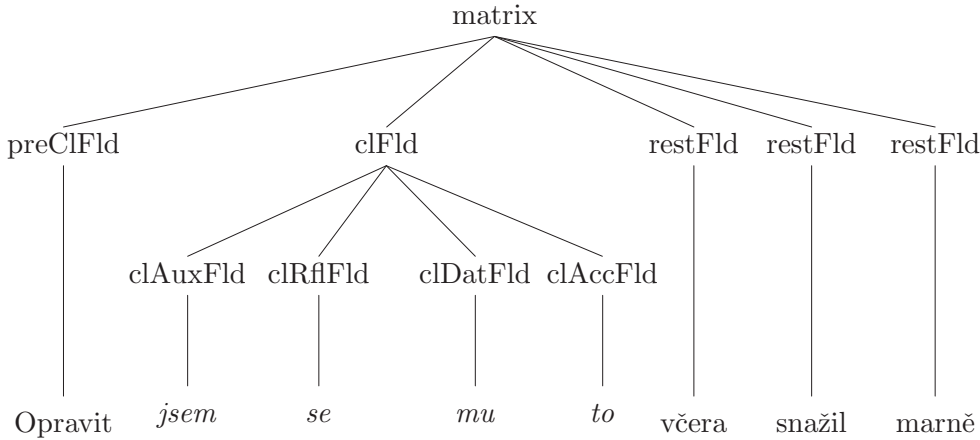 matrix
preClFld clFld restFld restFld restFld
clAuxFld clRflFld clDatFld clAccFld
Opravit jsem se mu to včera snažil marně